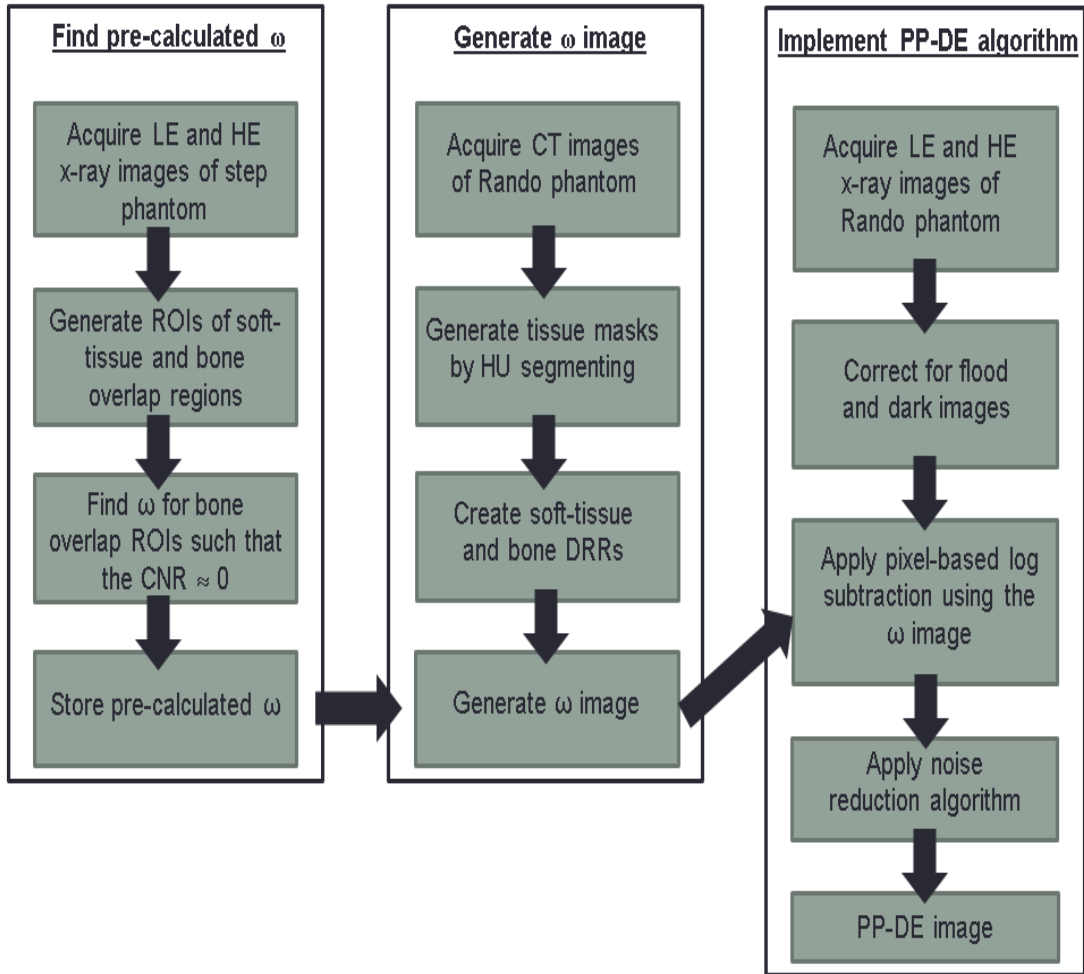 Find pre-calculated ω
Acquire LE and HE
x-ray images of step
phantom
Generate ROIs of soft-
tissue and bone
overlap regions
Find ω for bone
overlap ROIs such that
the CNR ≈ 0
Store pre-calculated ω
Generate ω image
Acquire CT images
of Rando phantom
Generate tissue masks
by HU segmenting
Create soft-tissue
and bone DRRs
Generate ω image
Implement PP-DE algorithm
Acquire LE and HE
x-ray images of
Rando phantom
Correct for flood
and dark images
Apply pixel-based log
subtraction using the
ω image
Apply noise
reduction algorithm
PP-DE image